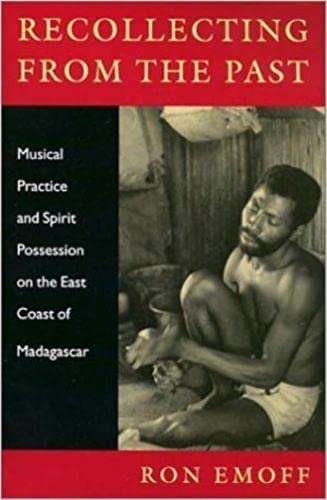 RECOLLECTING
FROM THE PAST
Musical
Practice
and Spirit
Possession
on the East
Coast of
Madagascar
RON EMOFF